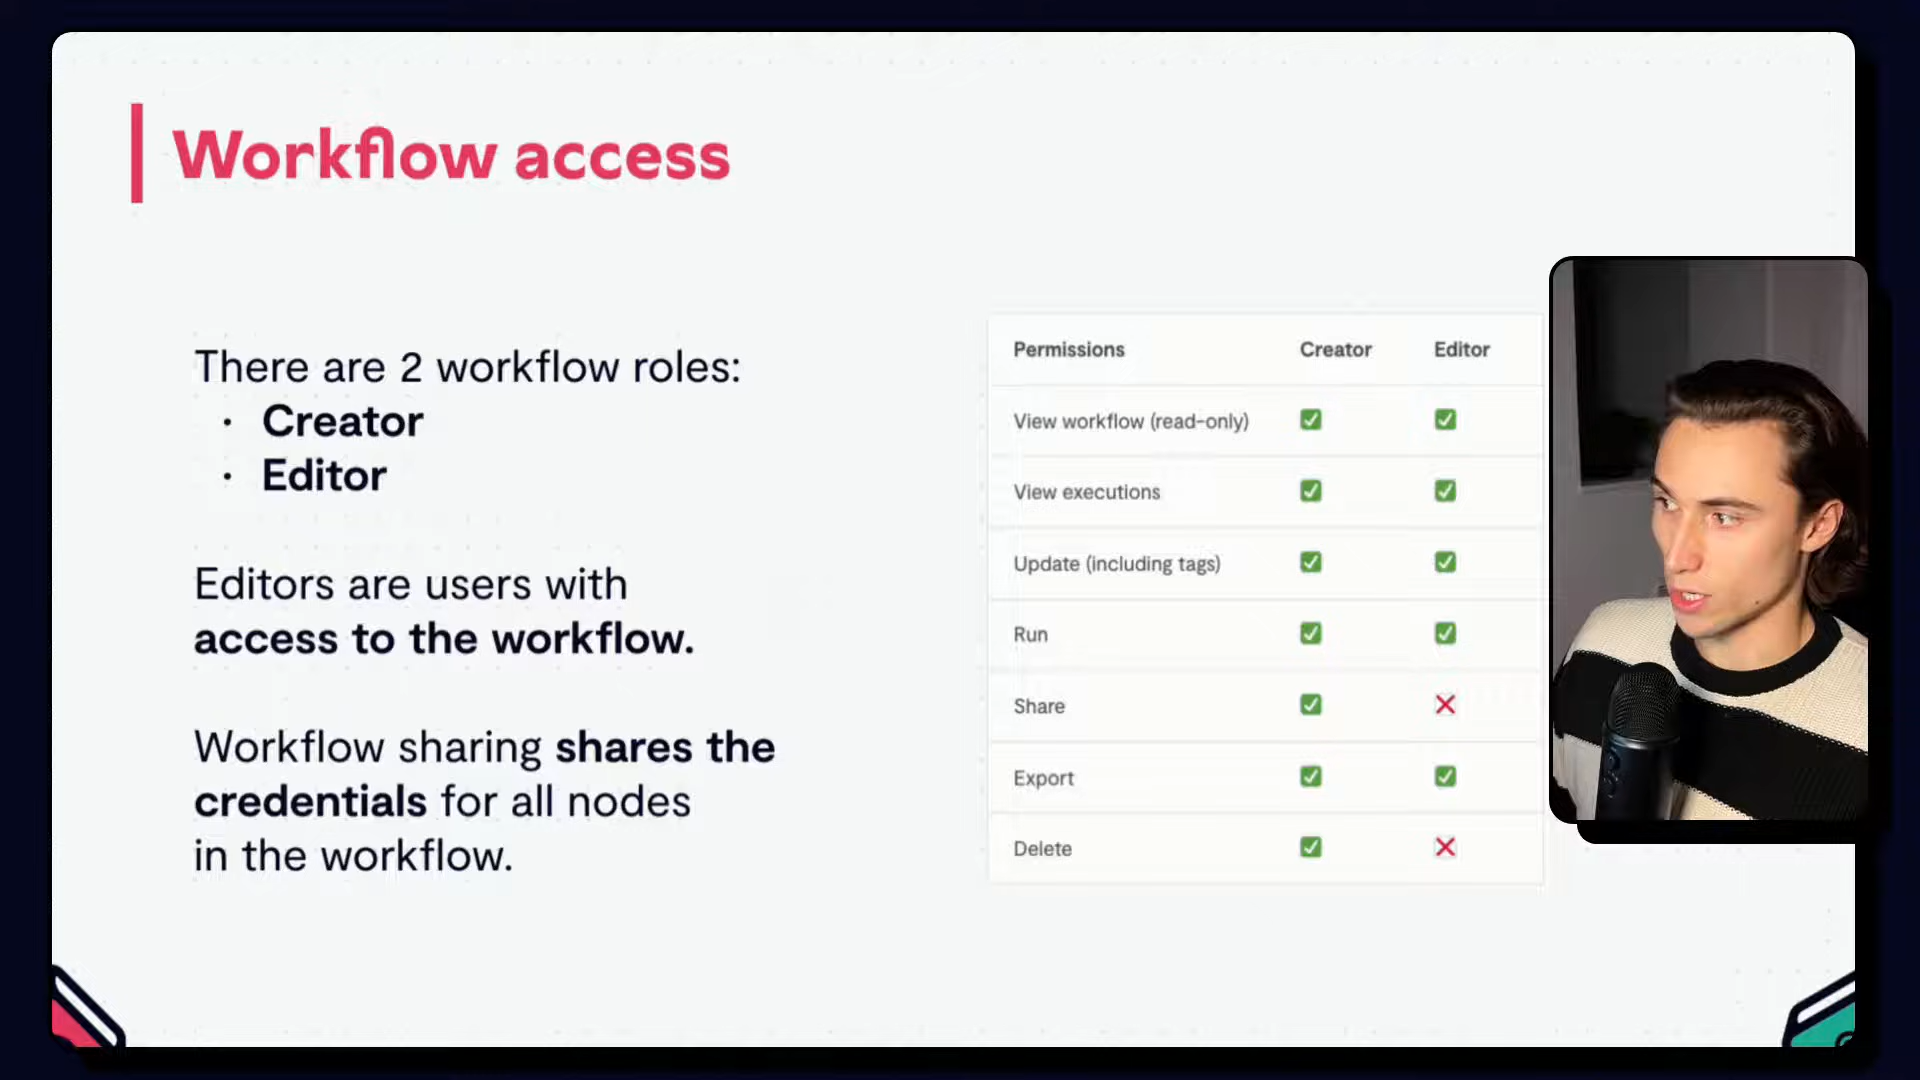 Workflow access
There are 2 workflow roles:
· Creator
· Editor
Editors are users with
access to the workflow.
Workflow sharing shares the
credentials for all nodes
in the workflow.
Permissions Creator Editor
View workflow (read-only) ✅ ✅
View executions ✅ ✅
Update (including tags) ✅ ✅
Run ✅ ✅
Share ✅ ❌
Export ✅ ✅
Delete ✅ ❌